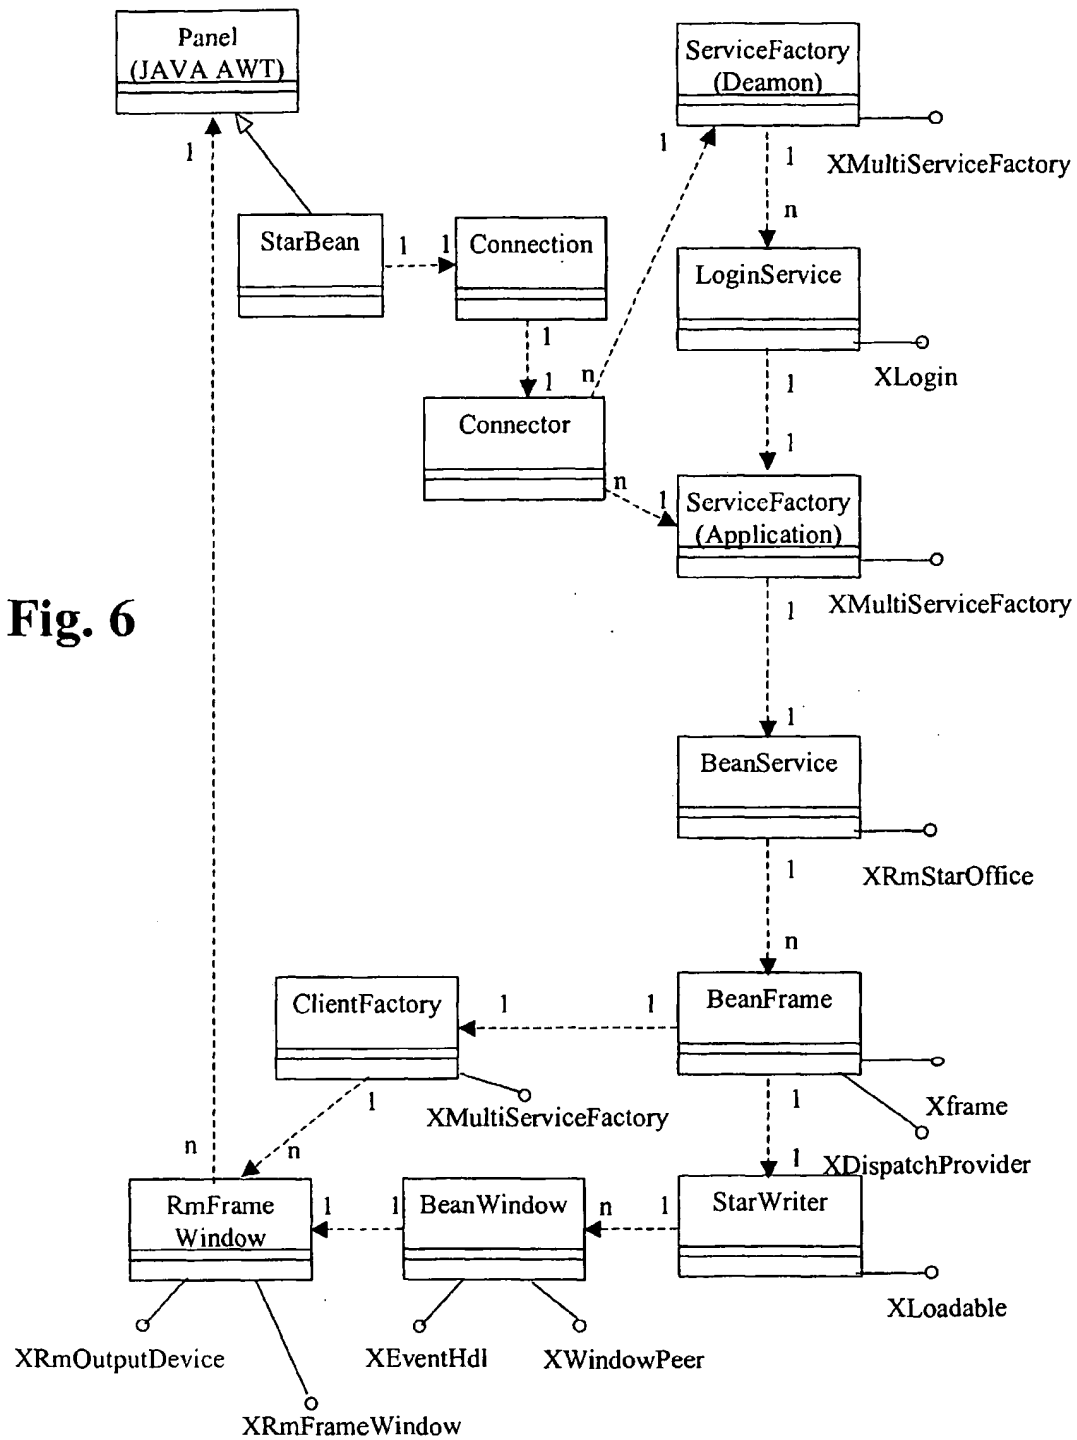 Panel
(JAVA AWT)
ServiceFactory
(Deamon)
1
1
1
XMultiServiceFactory
n
StarBean
1
1
Connection
LoginService
1
n
1
XLogin
1
Connector
1
n
1
ServiceFactory
(Application)
Fig. 6
1
XMultiServiceFactory
1
BeanService
1
XRmStarOffice
n
ClientFactory
1
1
BeanFrame
1
XMultiServiceFactory
1
Xframe
n
n
1
XDispatchProvider
RmFrame
Window
1
1
BeanWindow
n
1
StarWriter
XLoadable
XRmOutputDevice
XEventHdl
XWindowPeer
XRmFrameWindow